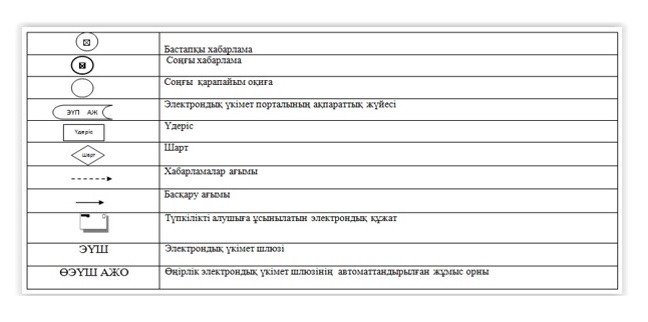 Бастапқы хабарлама
Соңғы хабарлама
Соңғы қарапайым оқиға
ЭҮП АЖ Электрондық үкімет порталының ақпараттық жүйесі
Үдеріс Үдеріс
Шарт Шарт
Хабарламалар ағымы
Басқару ағымы
Түпкілікті алушыға ұсынылатын электрондық құжат
ЭҮШ Электрондық үкімет шлюзі
ӨЭҮШ АЖО Өңірлік электрондық үкімет шлюзінің автоматтандырылған жұмыс орны